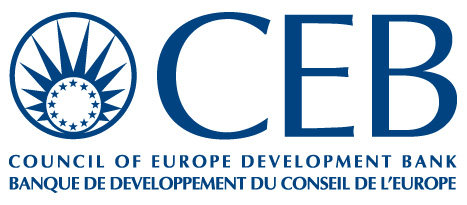 CEB
COUNCIL OF EUROPE DEVELOPMENT BANK
BANQUE DE DEVELOPPEMENT DU CONSEIL DE L'EUROPE